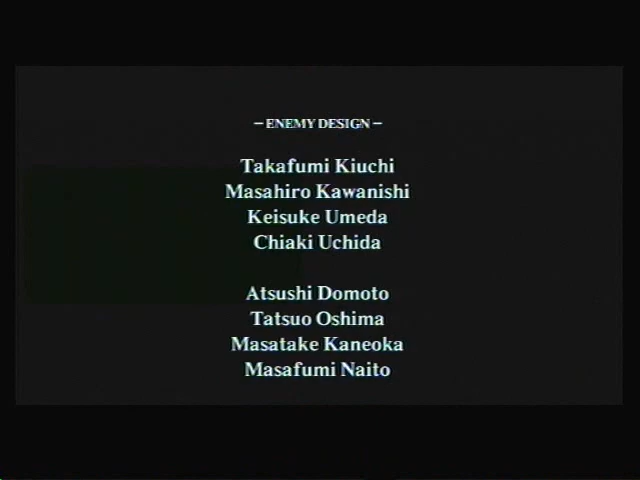 – ENEMY DESIGN –
Takafumi Kiuchi
Masahiro Kawanishi
Keisuke Umeda
Chiaki Uchida
Atsushi Domoto
Tatsuo Oshima
Masatake Kaneoka
Masafumi Naito